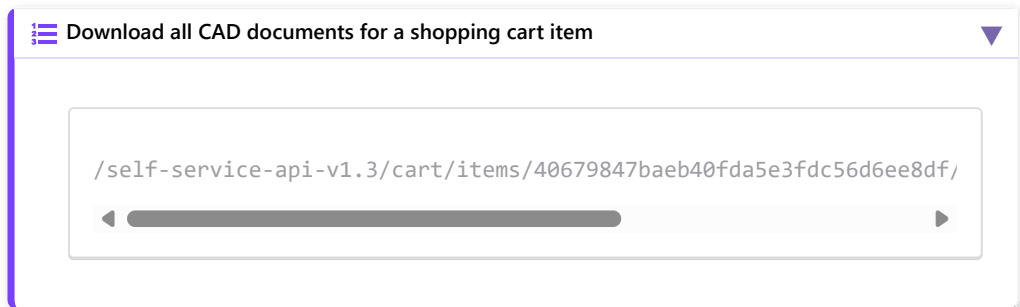 Download all CAD documents for a shopping cart item
/self-service-api-v1.3/cart/items/40679847baeb40fda5e3fdc56d6ee8df/